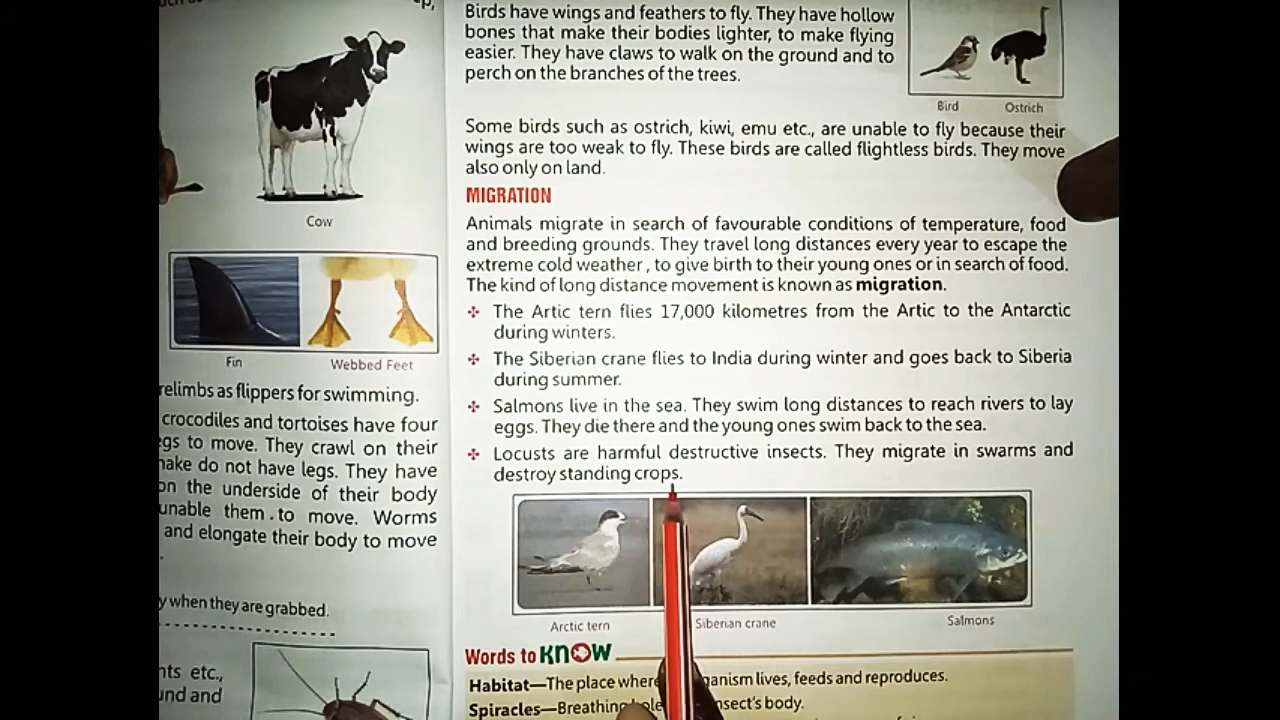 Cow
Fin
Webbed Feet
relimbs as flippers for swimming.
crocodiles and tortoises have four
gs to move. They crawl on their
ake do not have legs. They have
on the underside of their body
unable them.to move. Worms
and elongate their body to move
y when they are grabbed.
nts etc.,
und and
Birds have wings and feathers to fly. They have hollow
bones that make their bodies lighter, to make flying
easier. They have claws to walk on the ground and to
perch on the branches of the trees.
Bird
Ostrich
Some birds such as ostrich, kiwi, emu etc., are unable to fly because their
wings are too weak to fly. These birds are called flightless birds. They move
also only on land.
MIGRATION
Animals migrate in search of favourable conditions of temperature, food
and breeding grounds. They travel long distances every year to escape the
extreme cold weather , to give birth to their young ones or in search of food.
The kind of long distance movement is known as migration.
The Artic tern flies 17,000 kilometres from the Artic to the Antarctic
during winters.
The Siberian crane flies to India during winter and goes back to Siberia
during summer.
Salmons live in the sea. They swim long distances to reach rivers to lay
eggs. They die there and the young ones swim back to the sea.
Locusts are harmful destructive insects. They migrate in swarms and
destroy standing crops.
Arctic tern
Siberian crane
Salmons
Words to KNOW
Habitat—The place where ganism lives, feeds and reproduces.
Spiracles—Breathing nsect's body.